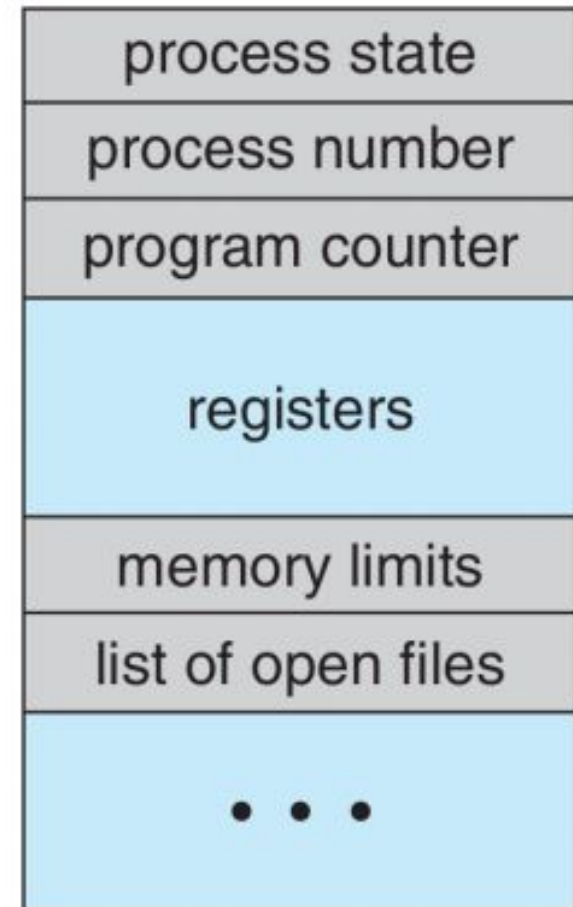 process state
process number
program counter
registers
memory limits
list of open files
• • •